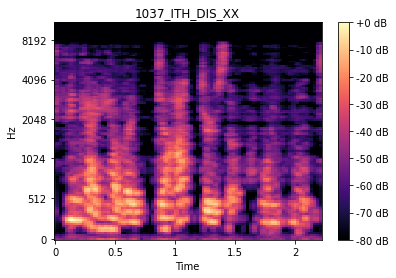 1037_ITH_DIS_XX
+0 dB
8192
-10 dB
4096
-20 dB
-30 dB
2048
Hz
-40 dB
1024
-50 dB
512
-60 dB
-70 dB
0
-80 dB
0 0.5 1 1.5 2
Time